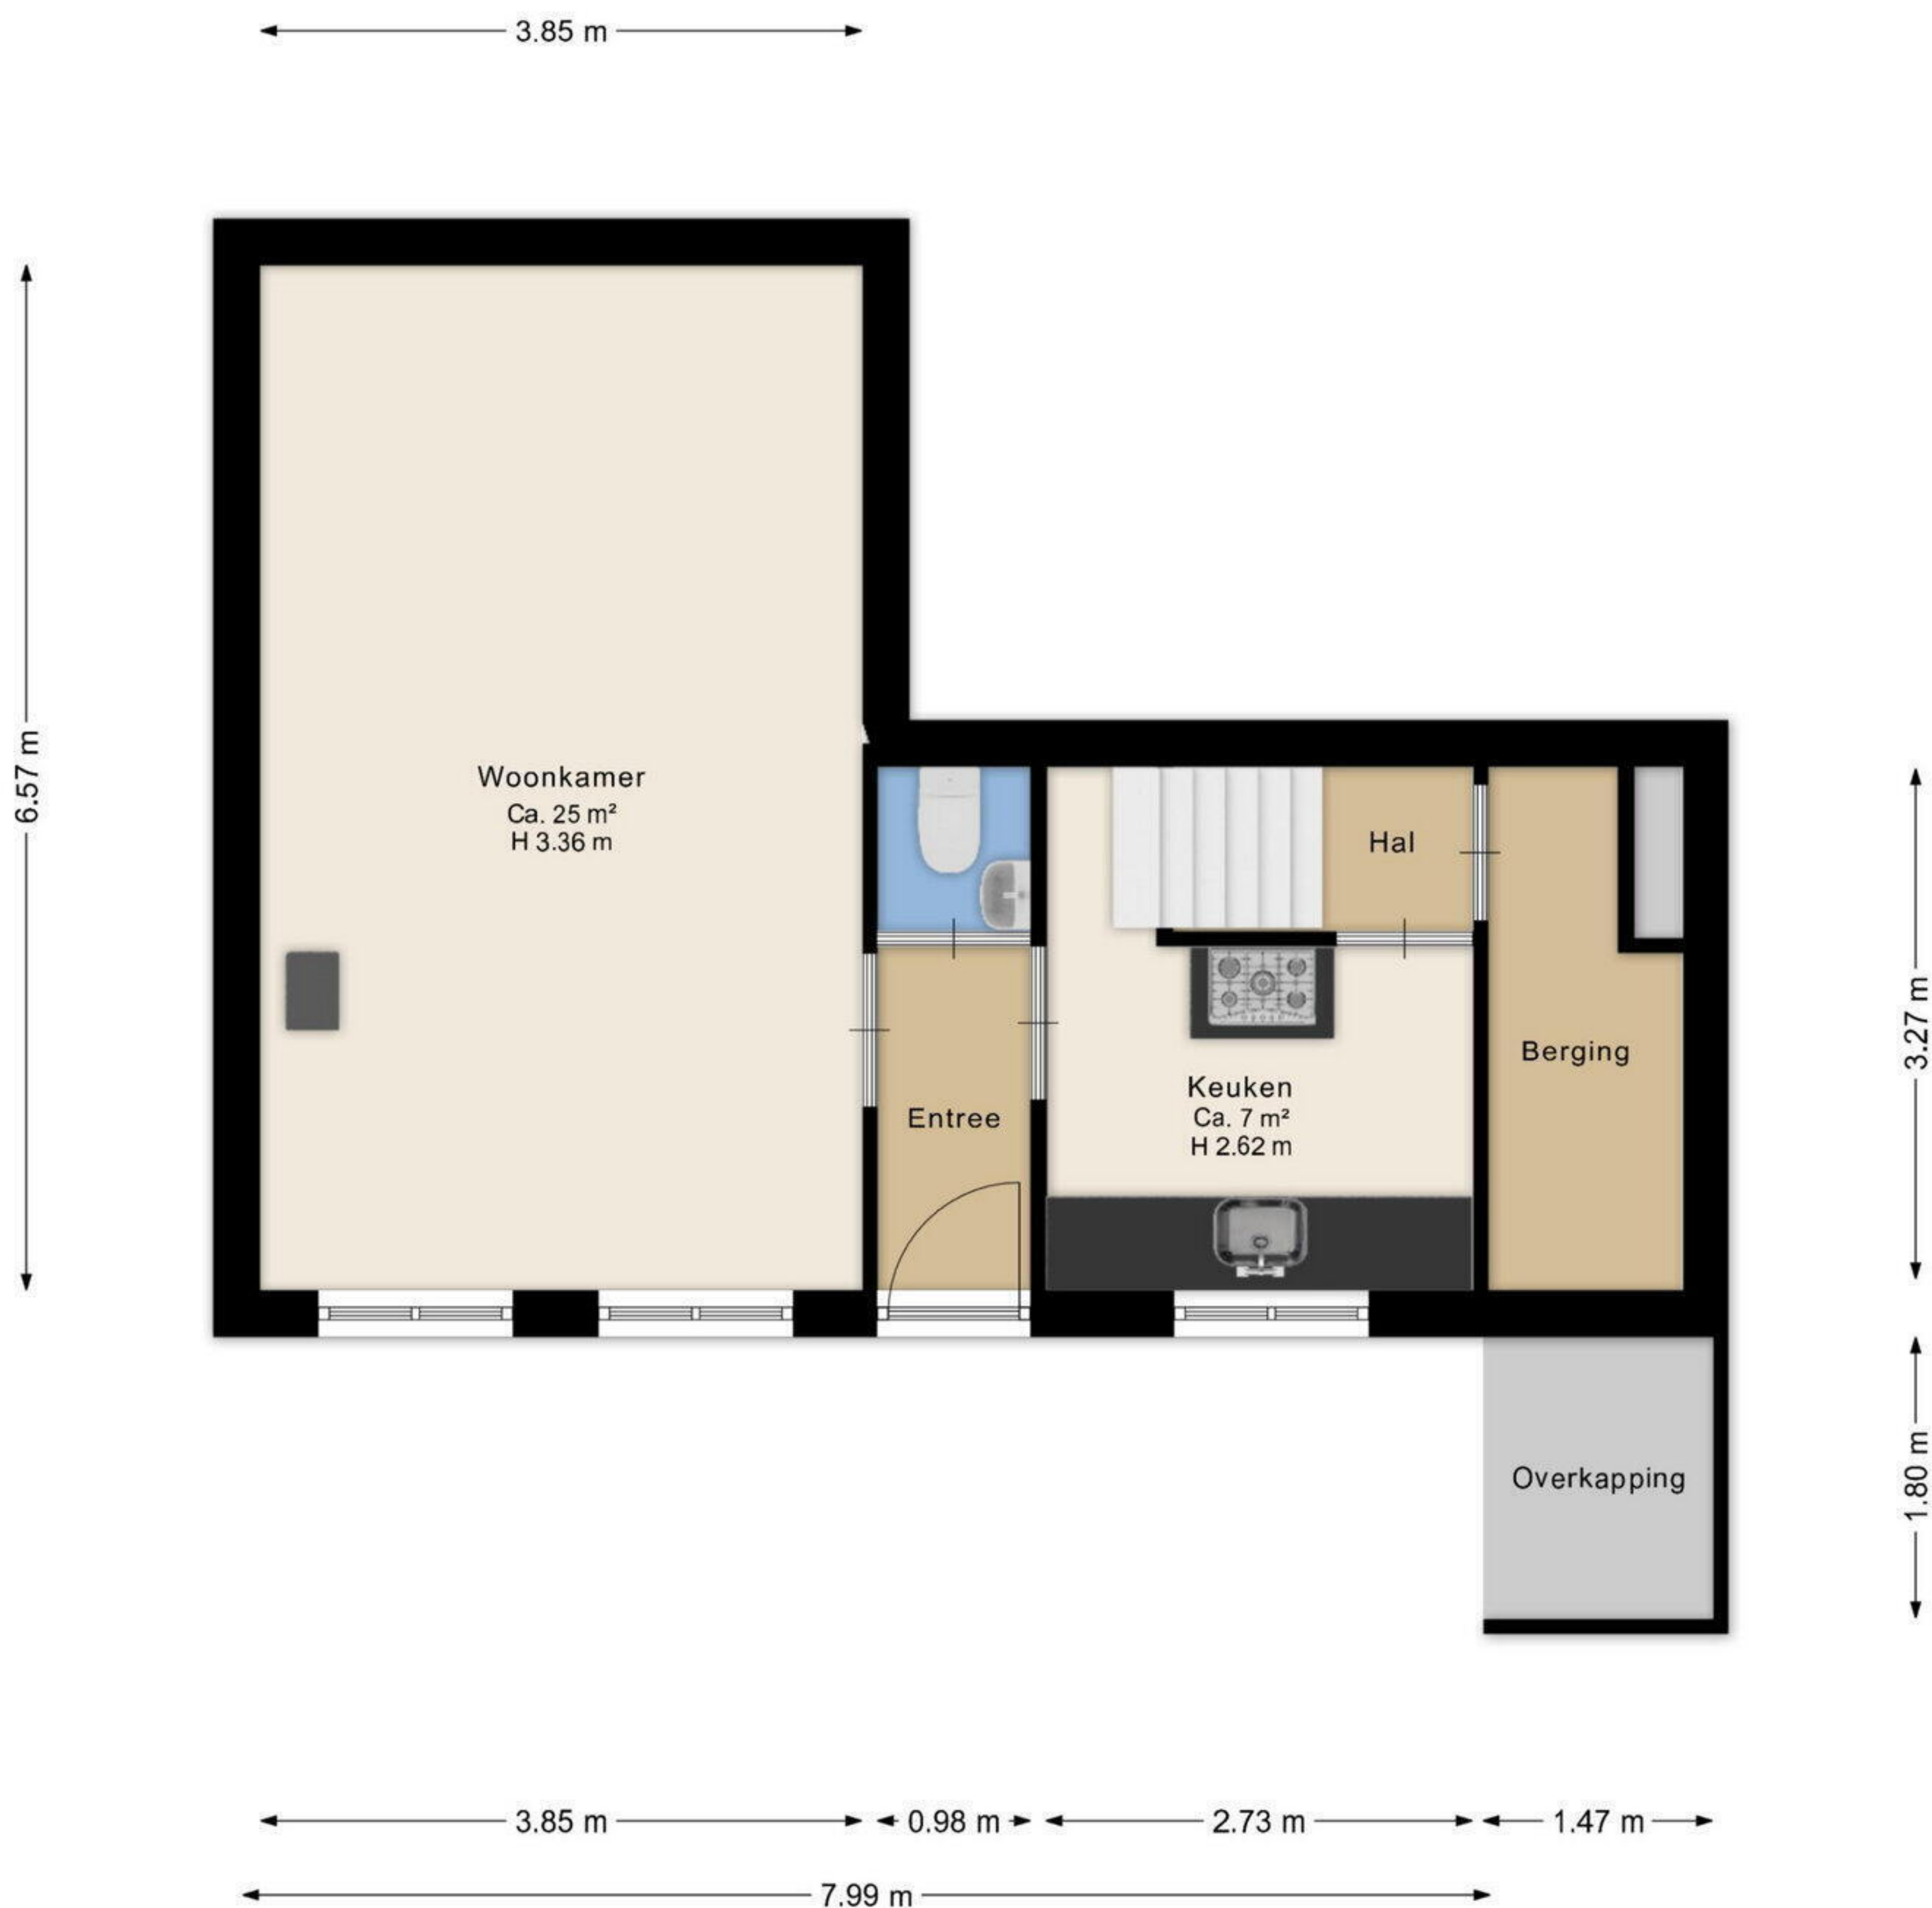 3.85 m
6.57 m
Woonkamer
Ca. 25 m²
H 3.36 m
Hal
Berging
3.27 m
Keuken
Ca. 7 m²
H 2.62 m
Entree
Overkapping
1.80 m
3.85 m
0.98 m
2.73 m
1.47 m
7.99 m